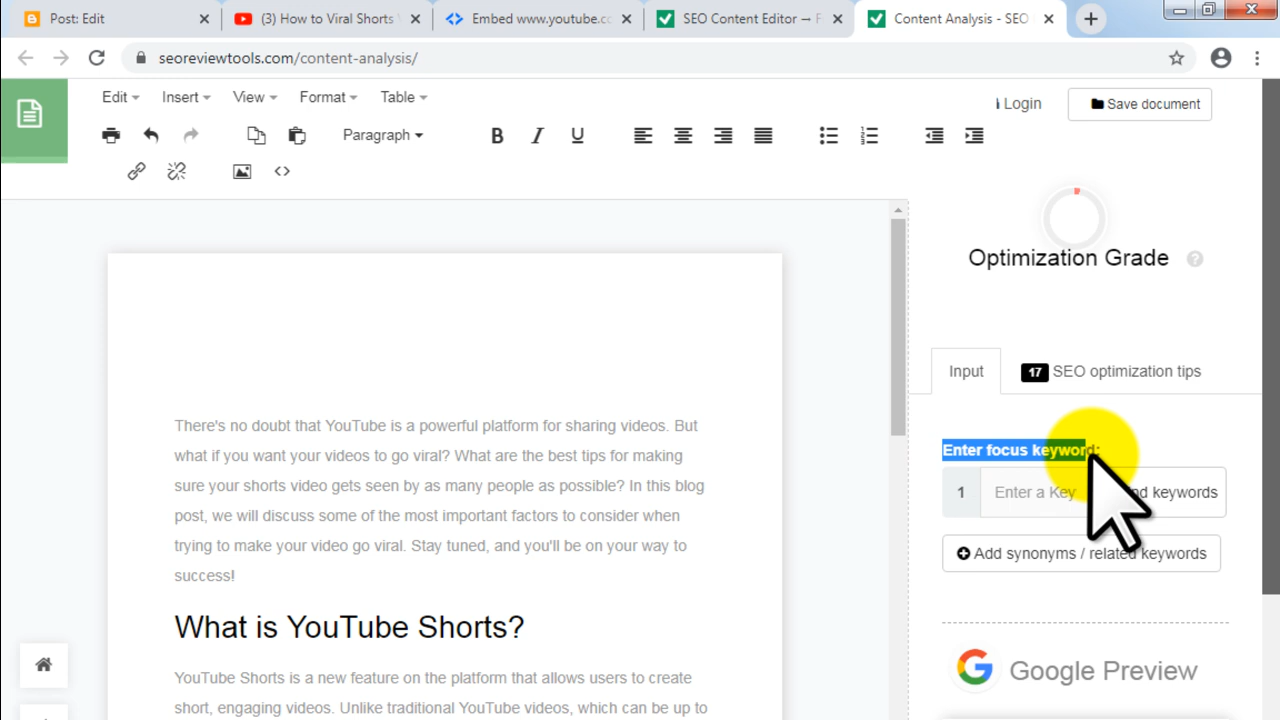 Post: Edit
(3) How to Viral Shorts
Embed www.youtube.co
SEO Content Editor →
Content Analysis - SEO
seoreviewtools.com/content-analysis/
Edit Insert View Format Table
Login
Save document
Paragraph
B I U
Optimization Grade ?
Input
17 SEO optimization tips
Enter focus keyword:
1 Enter a Key keywords
Add synonyms / related keywords
Google Preview
There's no doubt that YouTube is a powerful platform for sharing videos. But
what if you want your videos to go viral? What are the best tips for making
sure your shorts video gets seen by as many people as possible? In this blog
post, we will discuss some of the most important factors to consider when
trying to make your video go viral. Stay tuned, and you'll be on your way to
success!
What is YouTube Shorts?
YouTube Shorts is a new feature on the platform that allows users to create
short, engaging videos. Unlike traditional YouTube videos, which can be up to